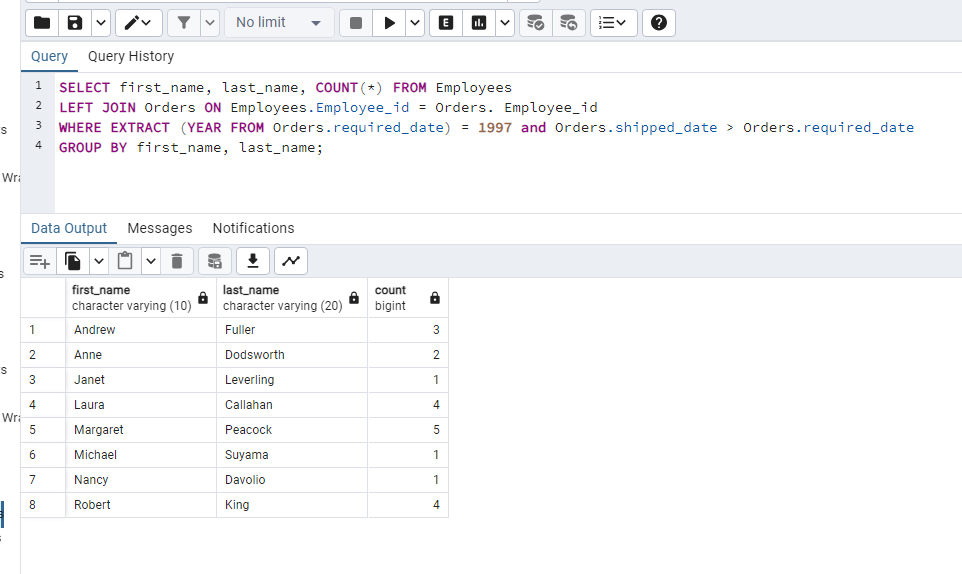 No limit
E
Query Query History
1 SELECT first_name, last_name, COUNT(*) FROM Employees
2 LEFT JOIN Orders ON Employees.Employee_id = Orders. Employee_id
3 WHERE EXTRACT (YEAR FROM Orders.required_date) = 1997 and Orders.shipped_date > Orders.required_date
4 GROUP BY first_name, last_name;
s
Wra
Data Output Messages Notifications
s
first_name last_name count
character varying (10) character varying (20) bigint
1 Andrew Fuller 3
2 Anne Dodsworth 2
3 Janet Leverling 1
s
4 Laura Callahan 4
Wra
5 Margaret Peacock 5
6 Michael Suyama 1
7 Nancy Davolio 1
8 Robert King 4